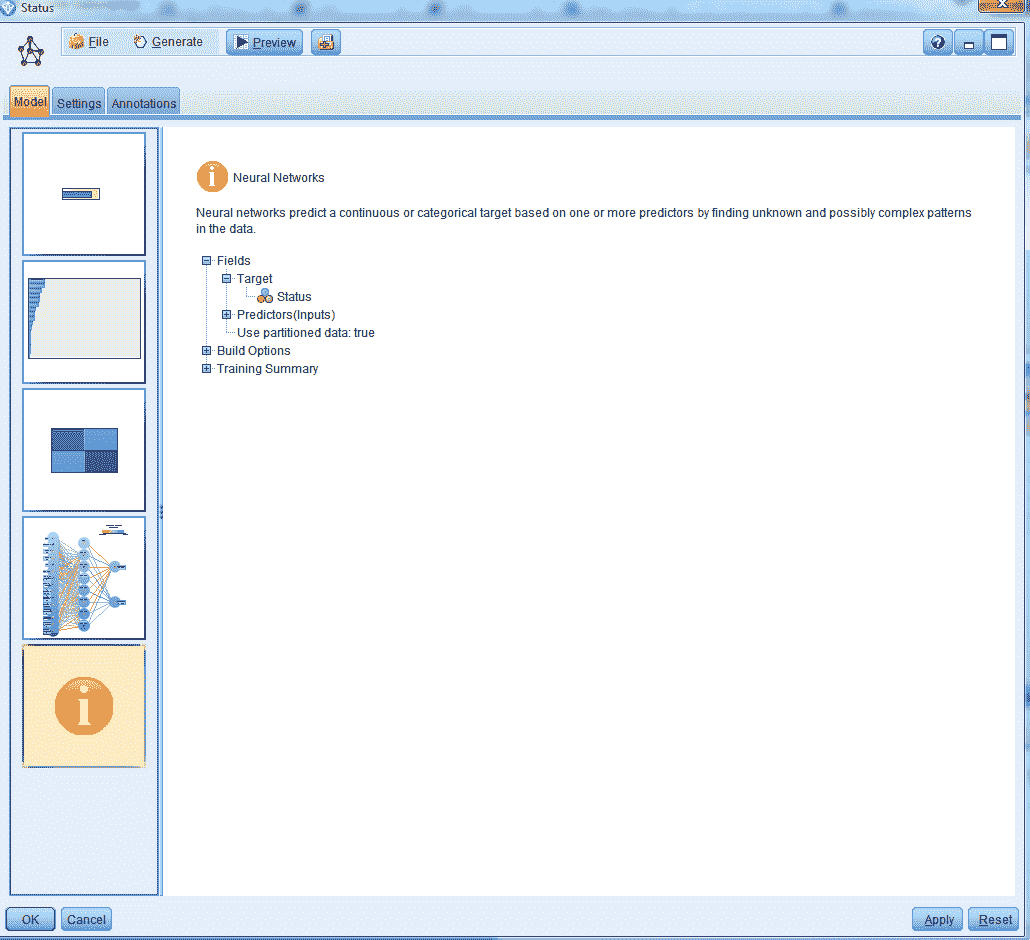 Status
File Generate Preview
Model Settings Annotations
Neural Networks
Neural networks predict a continuous or categorical target based on one or more predictors by finding unknown and possibly complex patterns
in the data.
Fields
Target
Status
Predictors(Inputs)
Use partitioned data: true
Build Options
Training Summary
OK Cancel Apply Reset